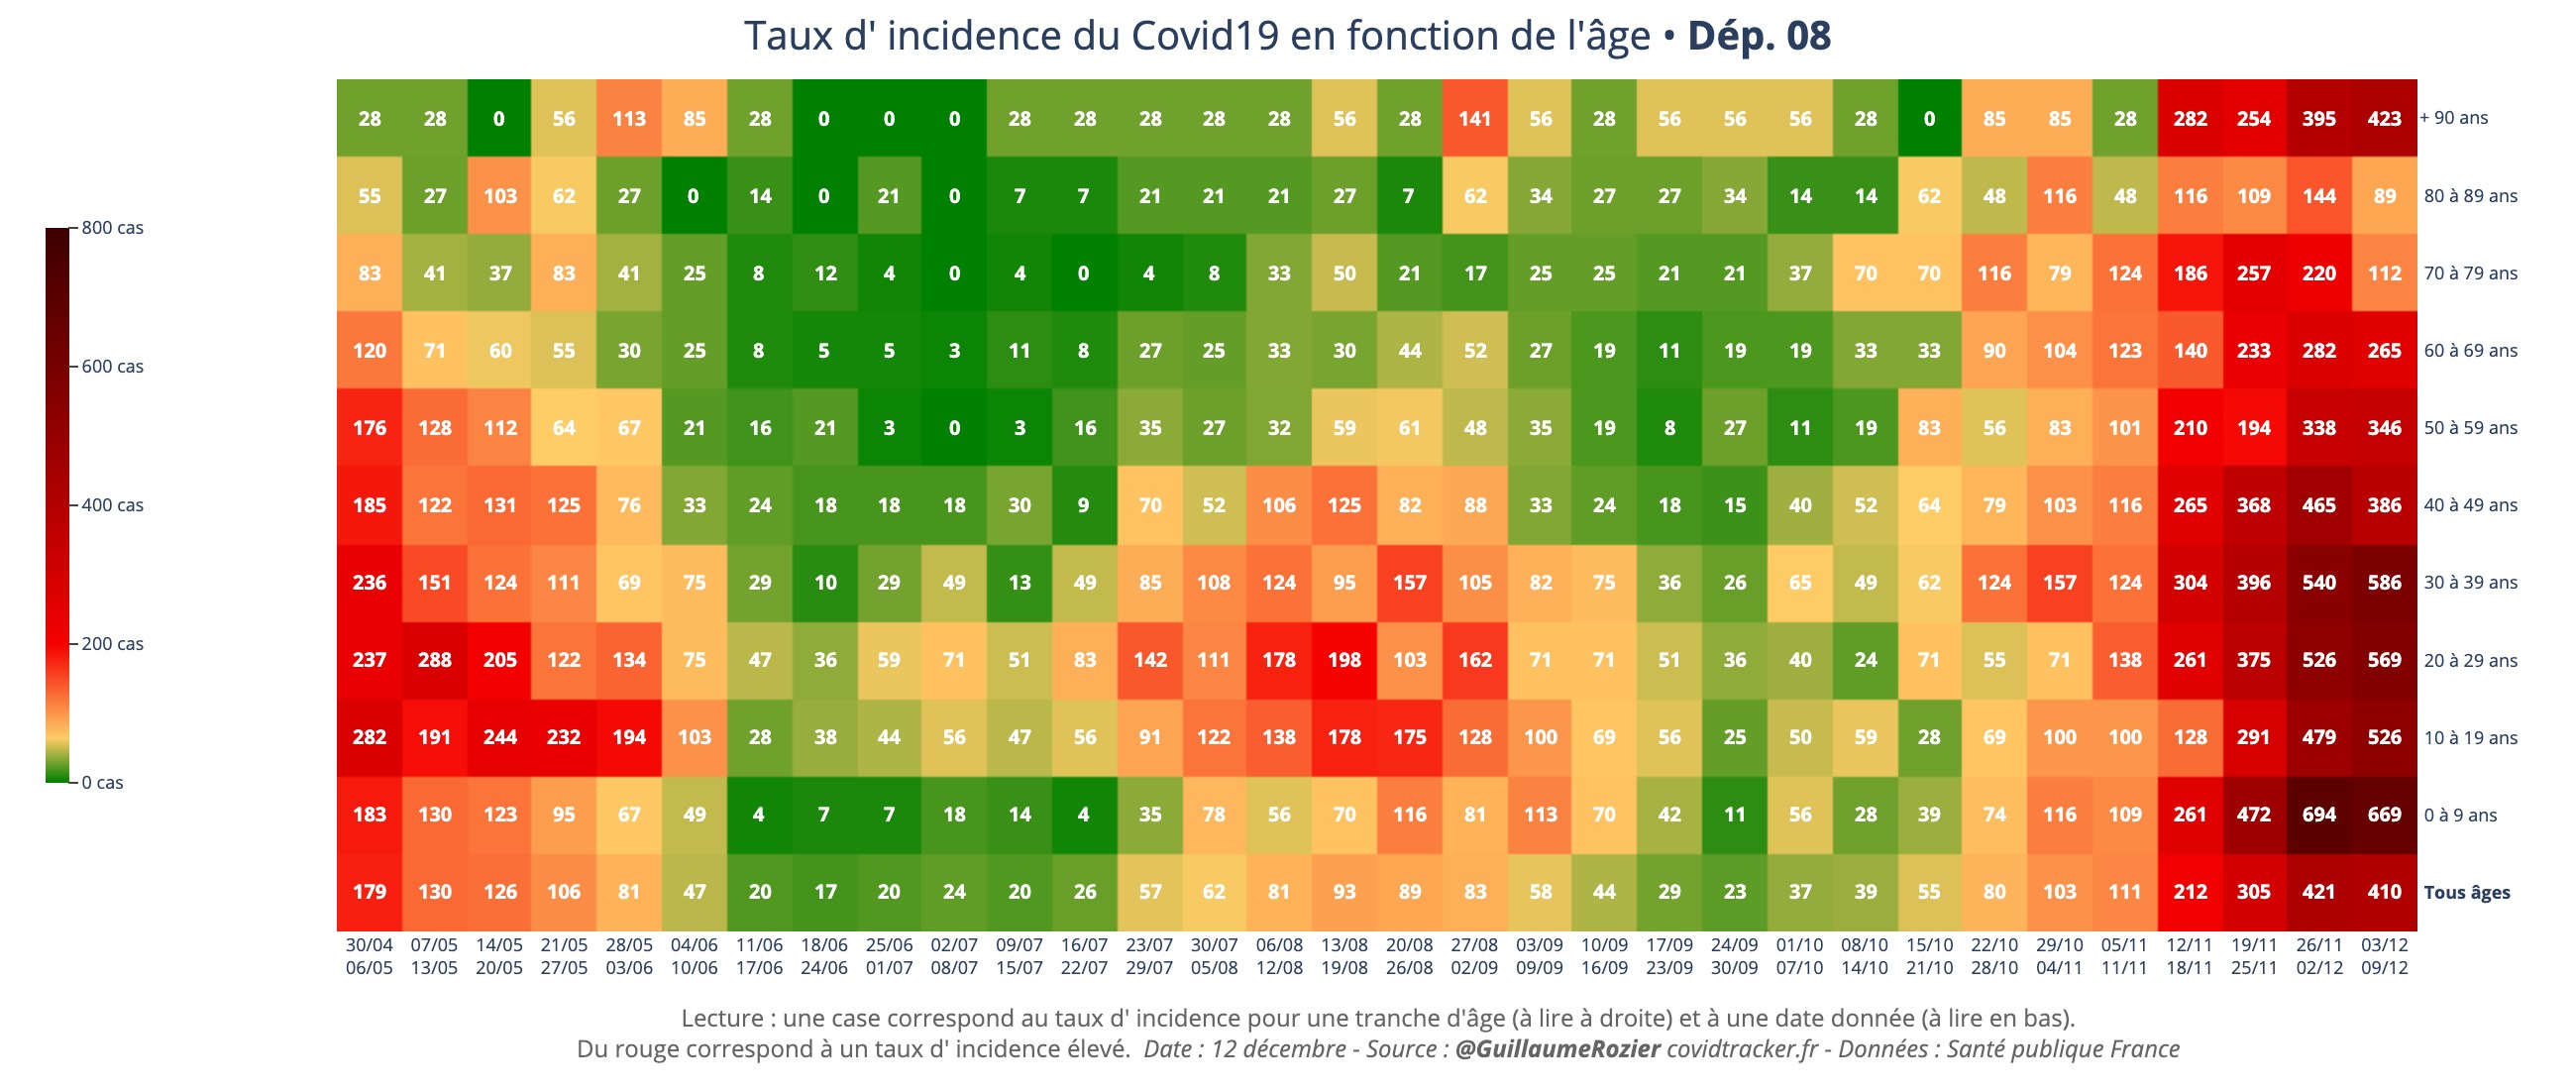 Taux d' incidence du Covid19 en fonction de l'âge • Dép. 08
800 cas
600 cas
400 cas
200 cas
0 cas
28 28 0 56 113 85 28 0 0 0 28 28 28 28 28 56 28 141 56 28 56 56 56 28 0 85 85 28 282 254 395 423 + 90 ans
55 27 103 62 27 0 14 0 21 0 7 7 21 21 21 27 7 62 34 27 27 34 14 14 62 48 116 48 116 109 144 89 80 à 89 ans
83 41 37 83 41 25 8 12 4 0 4 0 4 8 33 50 21 17 25 25 21 21 37 70 70 116 79 124 186 257 220 112 70 à 79 ans
120 71 60 55 30 25 8 5 5 3 11 8 27 25 33 30 44 52 27 19 11 19 19 33 33 90 104 123 140 233 282 265 60 à 69 ans
176 128 112 64 67 21 16 21 3 0 3 16 35 27 32 59 61 48 35 19 8 27 11 19 83 56 83 101 210 194 338 346 50 à 59 ans
185 122 131 125 76 33 24 18 18 18 30 9 70 52 106 125 82 88 33 24 18 15 40 52 64 79 103 116 265 368 465 386 40 à 49 ans
236 151 124 111 69 75 29 10 29 49 13 49 85 108 124 95 157 105 82 75 36 26 65 49 62 124 157 124 304 396 540 586 30 à 39 ans
237 288 205 122 134 75 47 36 59 71 51 83 142 111 178 198 103 162 71 71 51 36 40 24 71 55 71 138 261 375 526 569 20 à 29 ans
282 191 244 232 194 103 28 38 44 56 47 56 91 122 138 178 175 128 100 69 56 25 50 59 28 69 100 100 128 291 479 526 10 à 19 ans
183 130 123 95 67 49 4 7 7 18 14 4 35 78 56 70 116 81 113 70 42 11 56 28 39 74 116 109 261 472 694 669 0 à 9 ans
179 130 126 106 81 47 20 17 20 24 20 26 57 62 81 93 89 83 58 44 29 23 37 39 55 80 103 111 212 305 421 410 Tous âges
30/04 07/05 14/05 21/05 28/05 04/06 11/06 18/06 25/06 02/07 09/07 16/07 23/07 30/07 06/08 13/08 20/08 27/08 03/09 10/09 17/09 24/09 01/10 08/10 15/10 22/10 29/10 05/11 12/11 19/11 26/11 03/12
06/05 13/05 20/05 27/05 03/06 10/06 17/06 24/06 01/07 08/07 15/07 22/07 29/07 05/08 12/08 19/08 26/08 02/09 09/09 16/09 23/09 30/09 07/10 14/10 21/10 28/10 04/11 11/11 18/11 25/11 02/12 09/12
Lecture : une case correspond au taux d' incidence pour une tranche d'âge (à lire à droite) et à une date donnée (à lire en bas).
Du rouge correspond à un taux d' incidence élevé. Date : 12 décembre - Source : @GuillaumeRozier covidtracker.fr - Données : Santé publique France